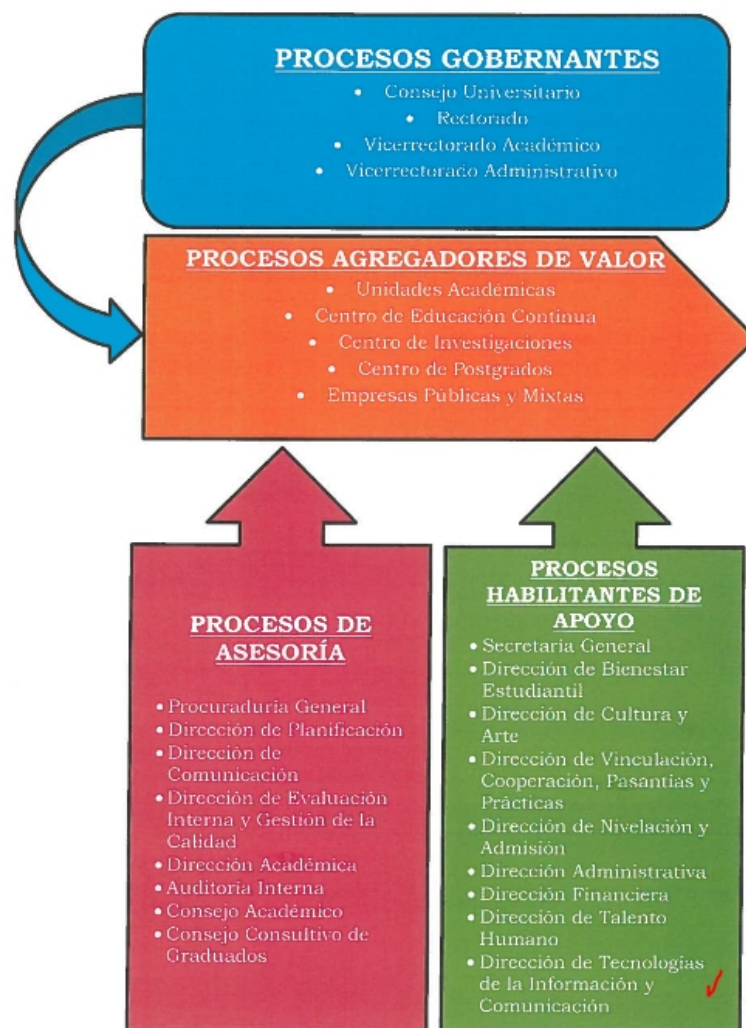 PROCESOS GOBERNANTES
• Consejo Universitario
• Rectorado
• Vicerrectorado Académico
• Vicerrectorado Administrativo
PROCESOS AGREGADORES DE VALOR
• Unidades Académicas
• Centro de Educación Continua
• Centro de Investigaciones
• Centro de Postgrados
• Empresas Públicas y Mixtas
PROCESOS DE
ASESORÍA
• Procuraduría General
• Dirección de Planificación
• Dirección de
Comunicación
• Dirección de Evaluación
Interna y Gestión de la
Calidad
• Dirección Académica
• Auditoría Interna
• Consejo Académico
• Consejo Consultivo de
Graduados
PROCESOS
HABILITANTES DE
APOYO
• Secretaría General
• Dirección de Bienestar
Estudiantil
• Dirección de Cultura y
Arte
• Dirección de Vinculación,
Cooperación, Pasantías y
Prácticas
• Dirección de Nivelación y
Admisión
• Dirección Administrativa
• Dirección Financiera
• Dirección de Talento
Humano
• Dirección de Tecnologías
de la Información y
Comunicación